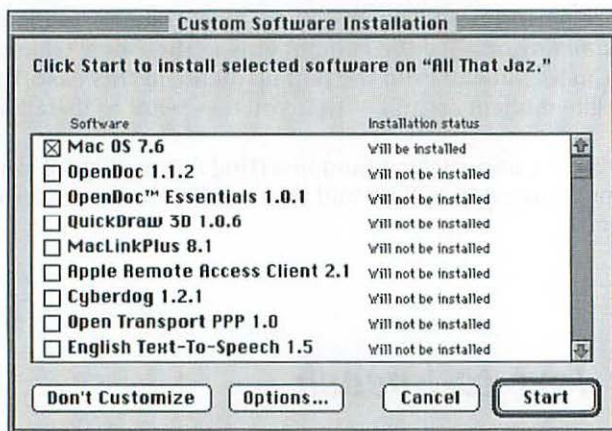 Custom Software Installation
Click Start to install selected software on “All That Jaz.”
Software Installation status
Mac OS 7.6 Will be installed
OpenDoc 1.1.2 Will not be installed
OpenDoc™ Essentials 1.0.1 Will not be installed
QuickDraw 3D 1.0.6 Will not be installed
MacLinkPlus 8.1 Will not be installed
Apple Remote Access Client 2.1 Will not be installed
Cyberdog 1.2.1 Will not be installed
Open Transport PPP 1.0 Will not be installed
English Text-To-Speech 1.5 Will not be installed
Don't Customize Options... Cancel Start